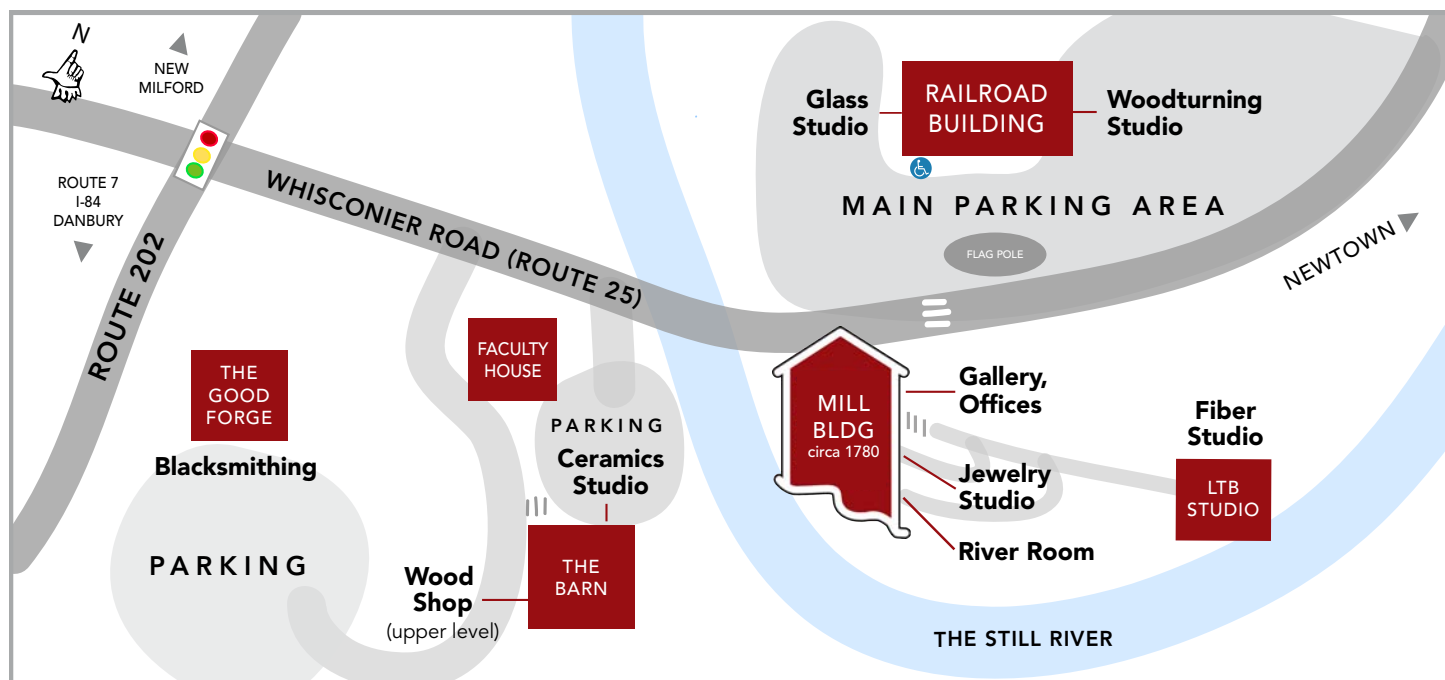 N
NEW
MILFORD
ROUTE 7
I-84
DANBURY
ROUTE 202
WHISCONIER ROAD (ROUTE 25)
Glass
Studio
RAILROAD
BUILDING
Woodturning
Studio
MAIN PARKING AREA
FLAG POLE
NEWTOWN
THE
GOOD
FORGE
Blacksmithing
PARKING
FACULTY
HOUSE
PARKING
Ceramics
Studio
THE
BARN
Wood
Shop
(upper level)
MILL
BLDG
circa 1780
Gallery,
Offices
Jewelry
Studio
River Room
Fiber
Studio
LTB
STUDIO
THE STILL RIVER